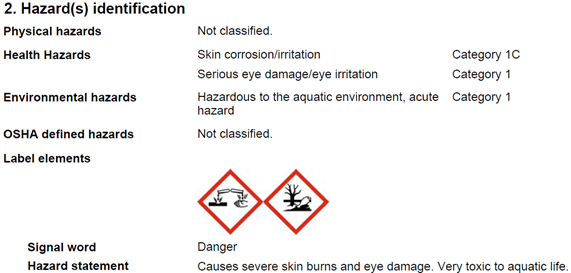 2. Hazard(s) identification
Physical hazards Not classified.
Health Hazards Skin corrosion/irritation Category 1C
Serious eye damage/eye irritation Category 1
Environmental hazards Hazardous to the aquatic environment, acute Category 1
hazard
OSHA defined hazards Not classified.
Label elements
Signal word Danger
Hazard statement Causes severe skin burns and eye damage. Very toxic to aquatic life.